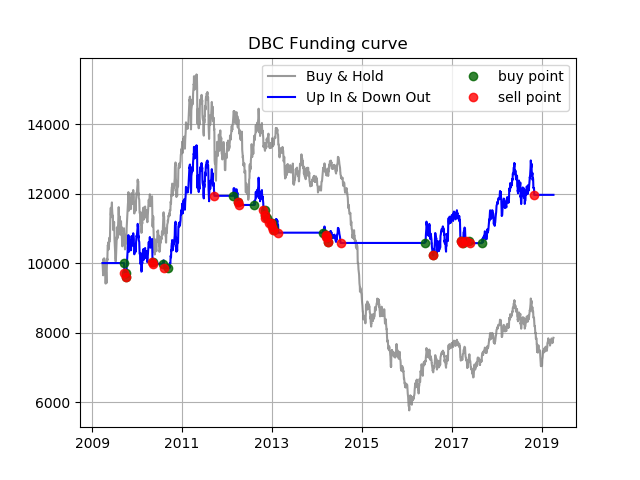 DBC Funding curve
Buy & Hold
Up In & Down Out
buy point
sell point
14000
12000
10000
8000
6000
2009 2011 2013 2015 2017 2019